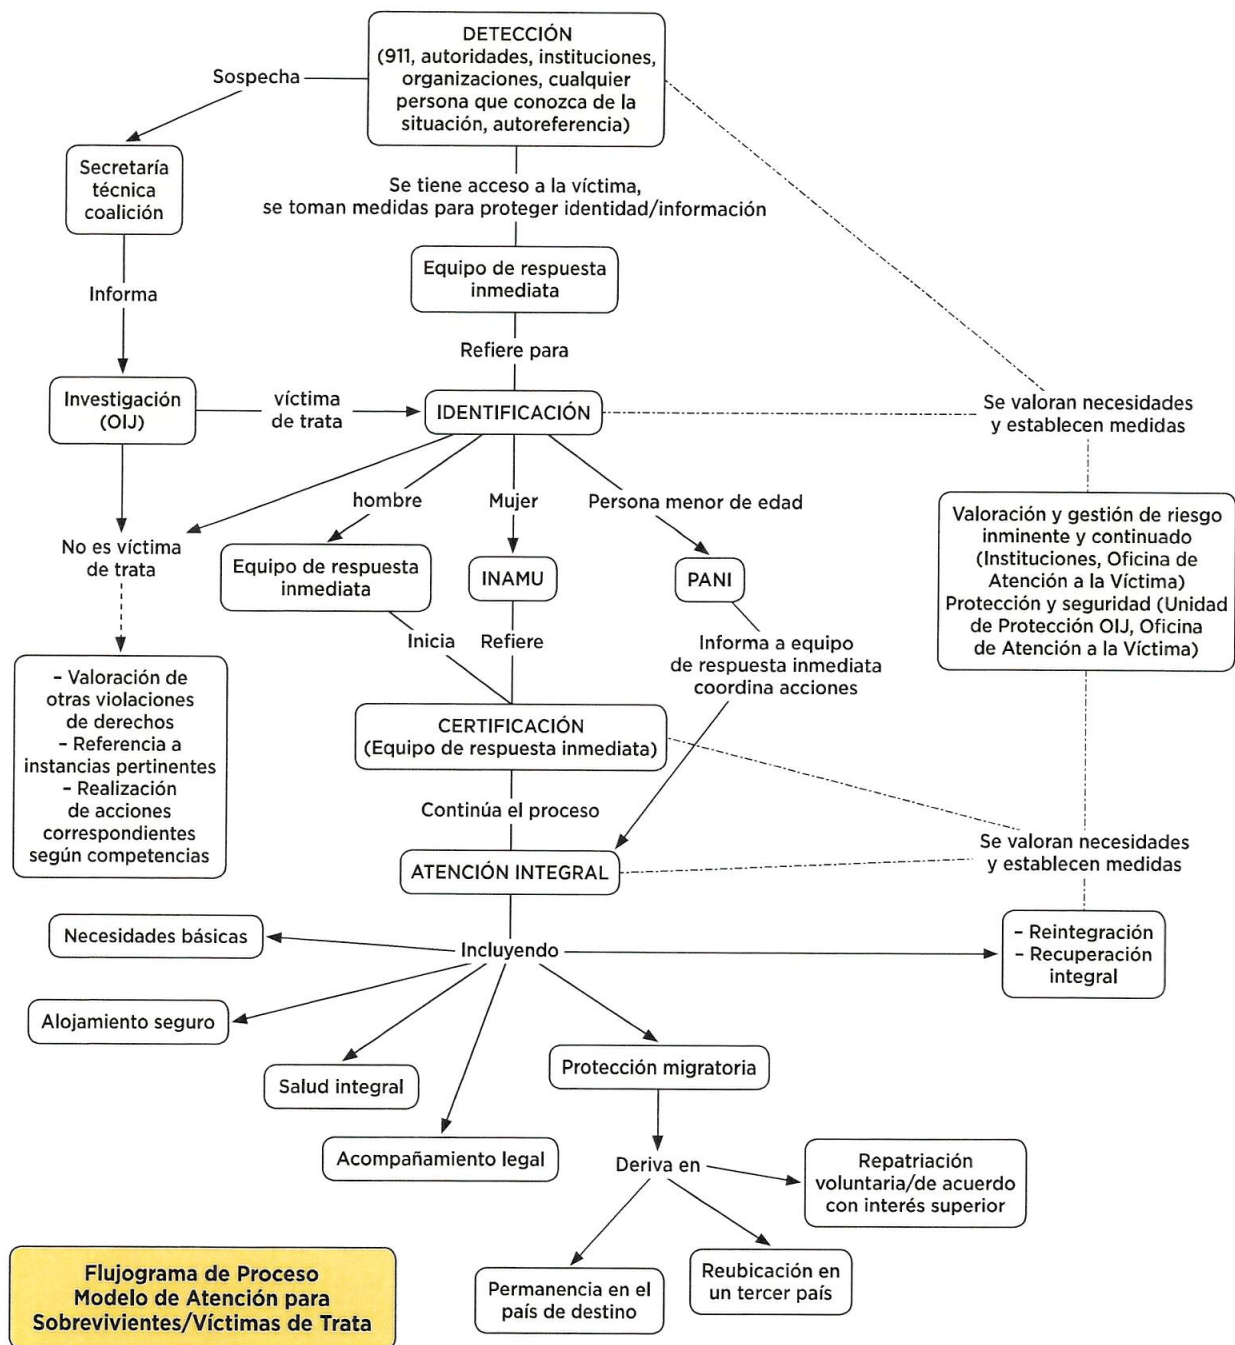 DETECCIÓN
(911, autoridades, instituciones,
organizaciones, cualquier
persona que conozca de la
situación, autoreferencia)
Sospecha
Secretaría
técnica
coalición
Se tiene acceso a la víctima,
se toman medidas para proteger identidad/información
Equipo de respuesta
inmediata
Informa
Refiere para
Investigación
(OIJ)
víctima
de trata
IDENTIFICACIÓN
Se valoran necesidades
y establecen medidas
hombre
Mujer
Persona menor de edad
No es víctima
de trata
Equipo de respuesta
inmediata
INAMU
PANI
Valoración y gestión de riesgo
inminente y continuado
(Instituciones, Oficina de
Atención a la Víctima)
Protección y seguridad (Unidad
de Protección OIJ, Oficina
de Atención a la Víctima)
Inicia
Refiere
Informa a equipo
de respuesta inmediata
coordina acciones
– Valoración de
otras violaciones
de derechos
– Referencia a
instancias pertinentes
– Realización
de acciones
correspondientes
según competencias
CERTIFICACIÓN
(Equipo de respuesta inmediata)
Continúa el proceso
Se valoran necesidades
y establecen medidas
ATENCIÓN INTEGRAL
Necesidades básicas
Incluyendo
– Reintegración
– Recuperación
integral
Alojamiento seguro
Salud integral
Protección migratoria
Acompañamiento legal
Deriva en
Repatriación
voluntaria/de acuerdo
con interés superior
Permanencia en el
país de destino
Reubicación en
un tercer país
Flujograma de Proceso
Modelo de Atención para
Sobrevivientes/Víctimas de Trata